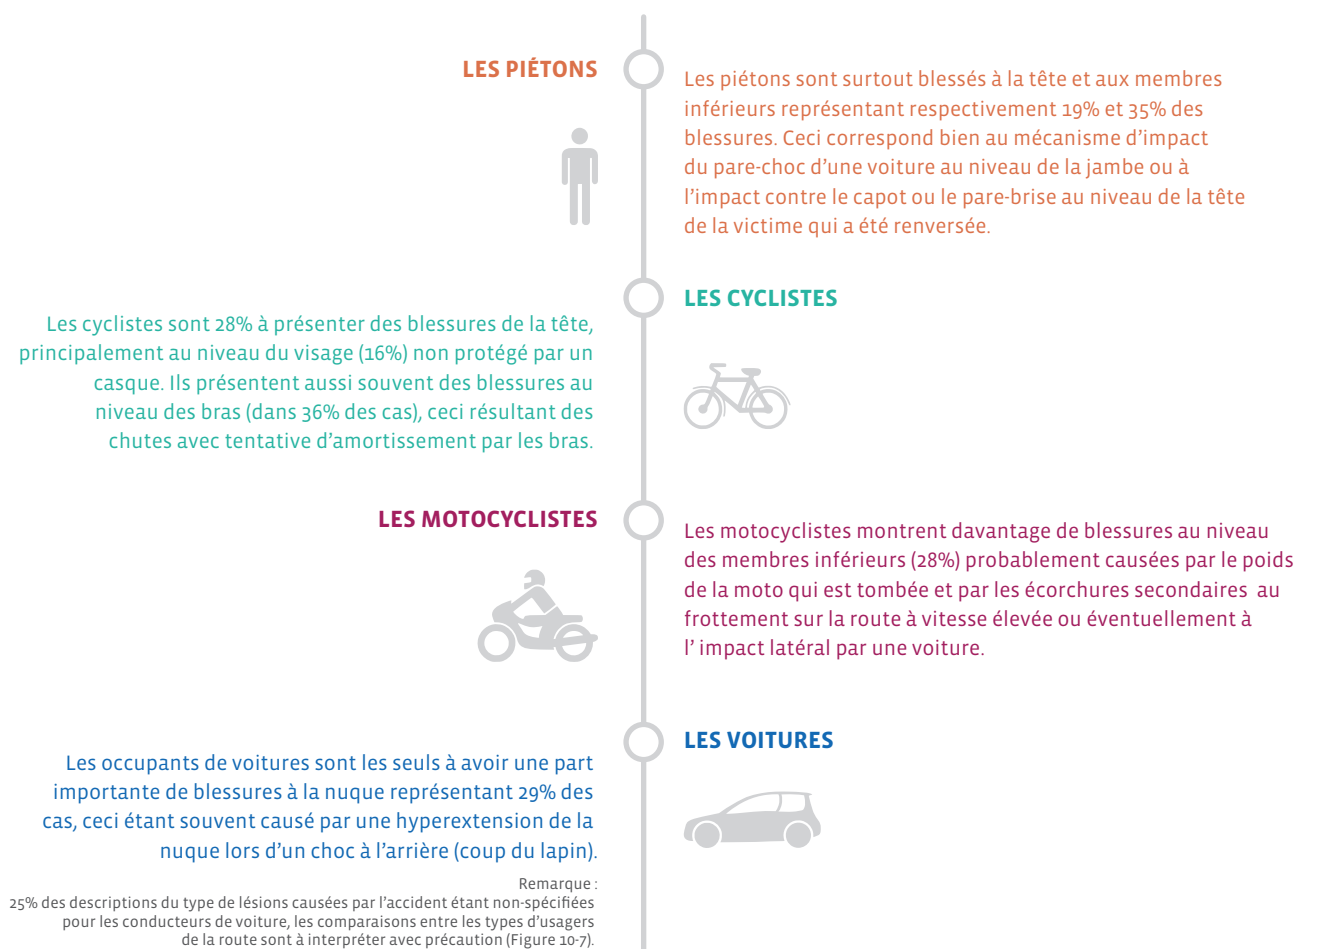 LES PIÉTONS
Les piétons sont surtout blessés à la tête et aux membres
inférieurs représentant respectivement 19% et 35% des
blessures. Ceci correspond bien au mécanisme d’impact
du pare-choc d’une voiture au niveau de la jambe ou à
l’impact contre le capot ou le pare-brise au niveau de la tête
de la victime qui a été renversée.
LES CYCLISTES
Les cyclistes sont 28% à présenter des blessures de la tête,
principalement au niveau du visage (16%) non protégé par un
casque. Ils présentent aussi souvent des blessures au
niveau des bras (dans 36% des cas), ceci résultant des
chutes avec tentative d’amortissement par les bras.
LES MOTOCYCLISTES
Les motocyclistes montrent davantage de blessures au niveau
des membres inférieurs (28%) probablement causées par le poids
de la moto qui est tombée et par les écorchures secondaires au
frottement sur la route à vitesse élevée ou éventuellement à
l’ impact latéral par une voiture.
LES VOITURES
Les occupants de voitures sont les seuls à avoir une part
importante de blessures à la nuque représentant 29% des
cas, ceci étant souvent causé par une hyperextension de la
nuque lors d’un choc à l’arrière (coup du lapin).
Remarque :
25% des descriptions du type de lésions causées par l’accident étant non-spécifiées
pour les conducteurs de voiture, les comparaisons entre les types d’usagers
de la route sont à interpréter avec précaution (Figure 10-7).